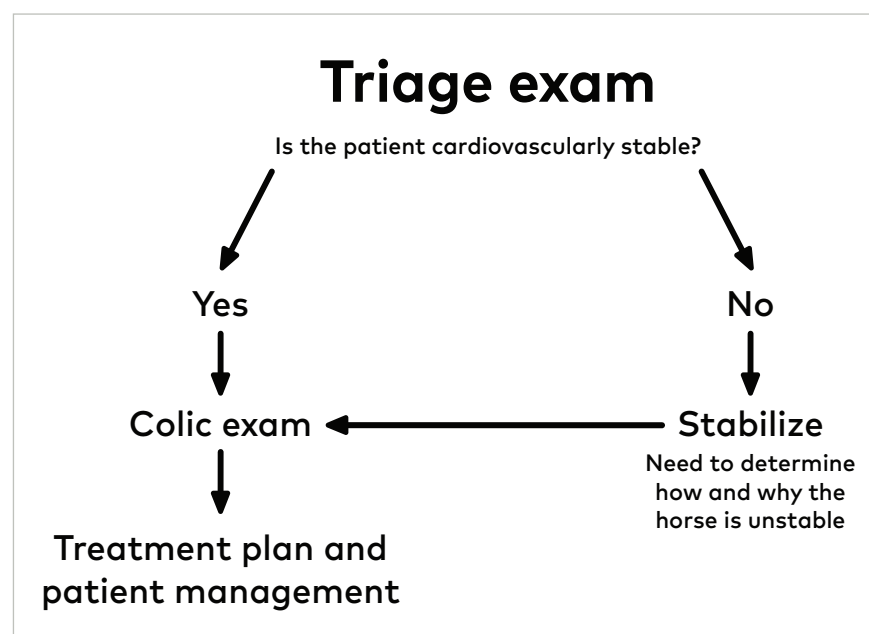 Triage exam
Is the patient cardiovascularly stable?
Yes
No
Colic exam
Stabilize
Need to determine
how and why the
horse is unstable
Treatment plan and
patient management